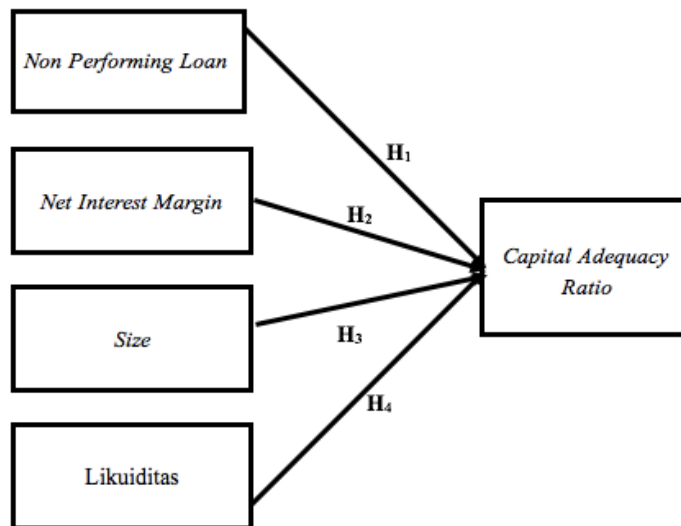 Non Performing Loan
H₁
Net Interest Margin
H₂
Capital Adequacy
Ratio
Size
H₃
H₄
Likuiditas